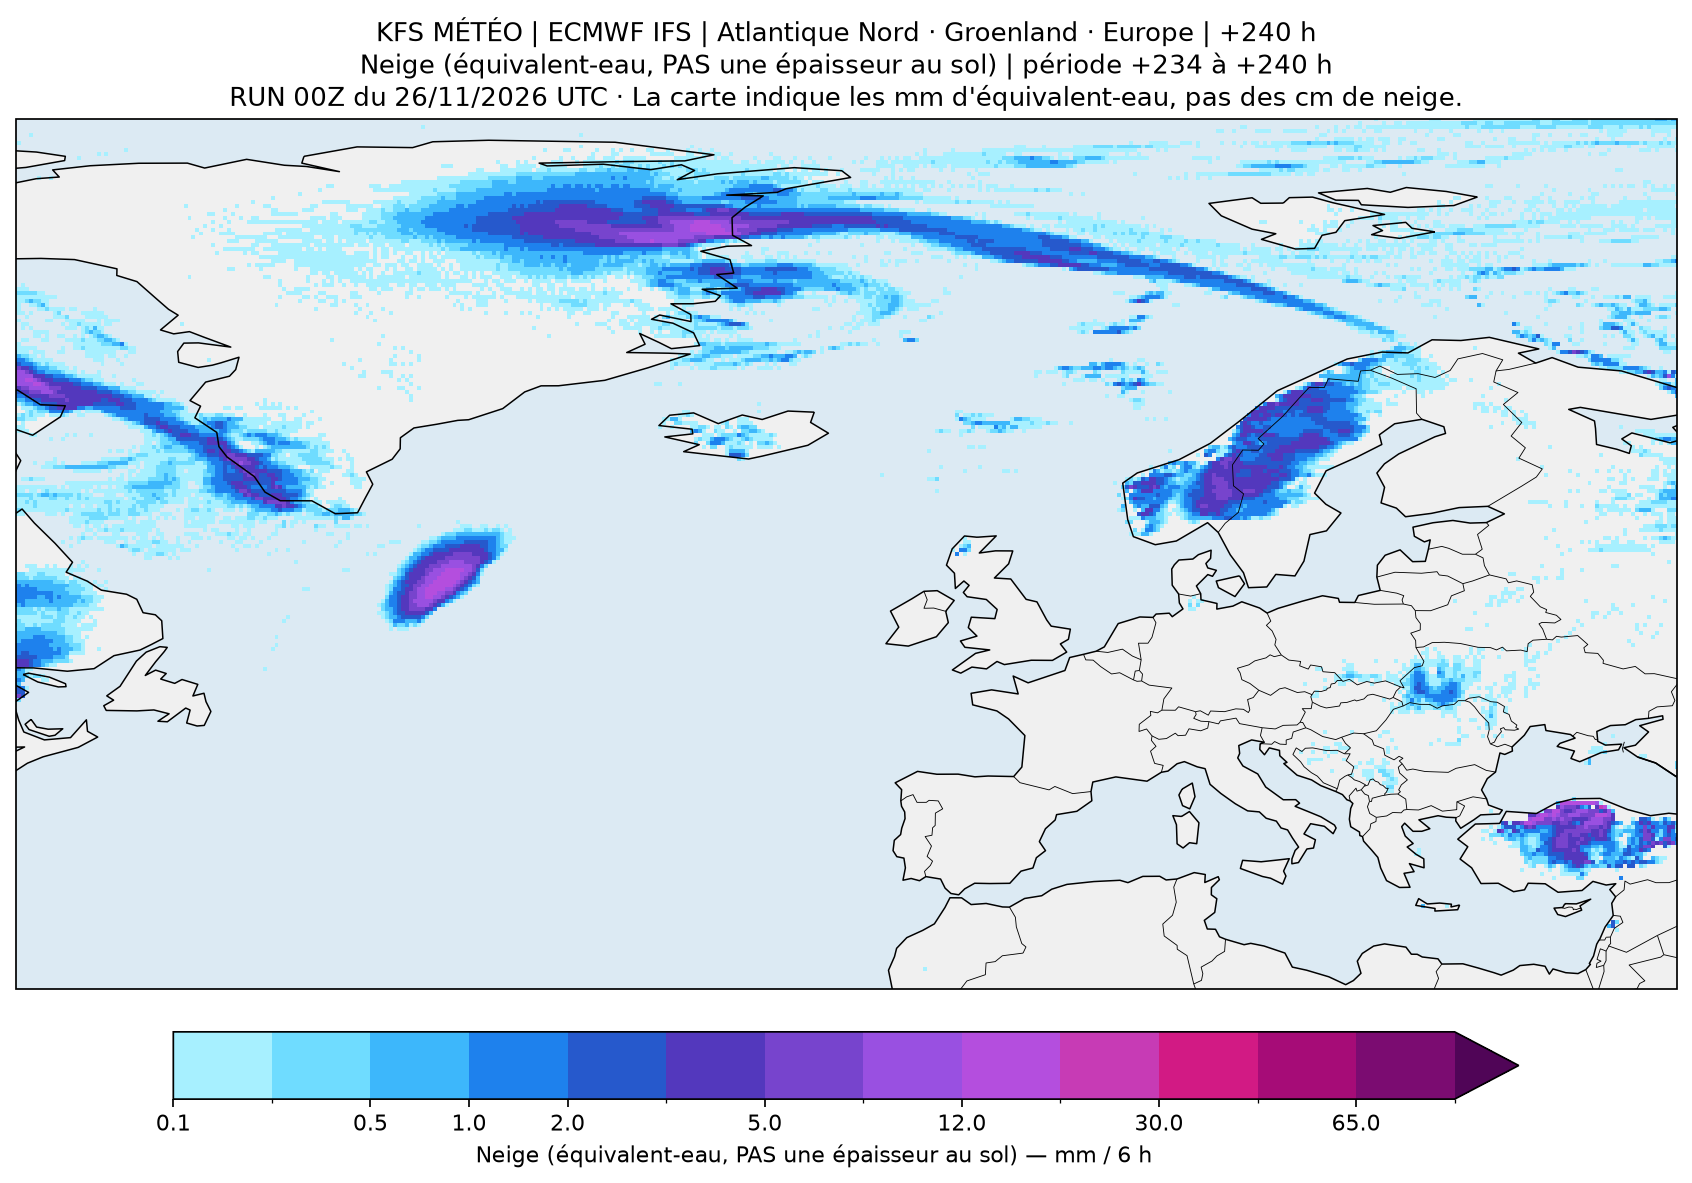 KFS MÉTÉO | ECMWF IFS | Atlantique Nord · Groenland · Europe | +240 h
Neige (équivalent-eau, PAS une épaisseur au sol) | période +234 à +240 h
RUN 00Z du 26/11/2026 UTC · La carte indique les mm d'équivalent-eau, pas des cm de neige.
0.1 0.5 1.0 2.0 5.0 12.0 30.0 65.0
Neige (équivalent-eau, PAS une épaisseur au sol) — mm / 6 h